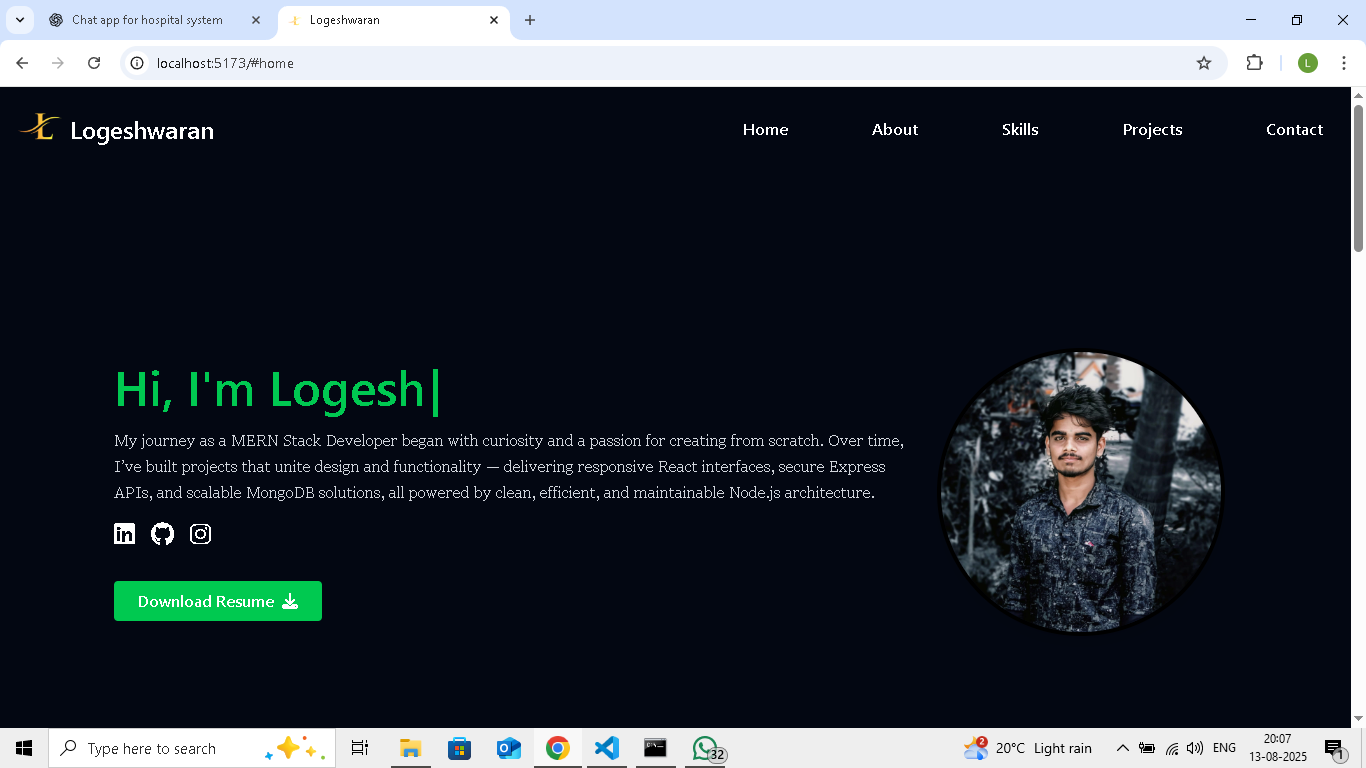 Chat app for hospital system
Logeshwaran
localhost:5173/#home
L
Logeshwaran
Home
About
Skills
Projects
Contact
Hi, I'm Logesh|
My journey as a MERN Stack Developer began with curiosity and a passion for creating from scratch. Over time,
I’ve built projects that unite design and functionality — delivering responsive React interfaces, secure Express
APIs, and scalable MongoDB solutions, all powered by clean, efficient, and maintainable Node.js architecture.
Download Resume
Type here to search
32
2
20°C Light rain
ENG
20:07
13-08-2025
1